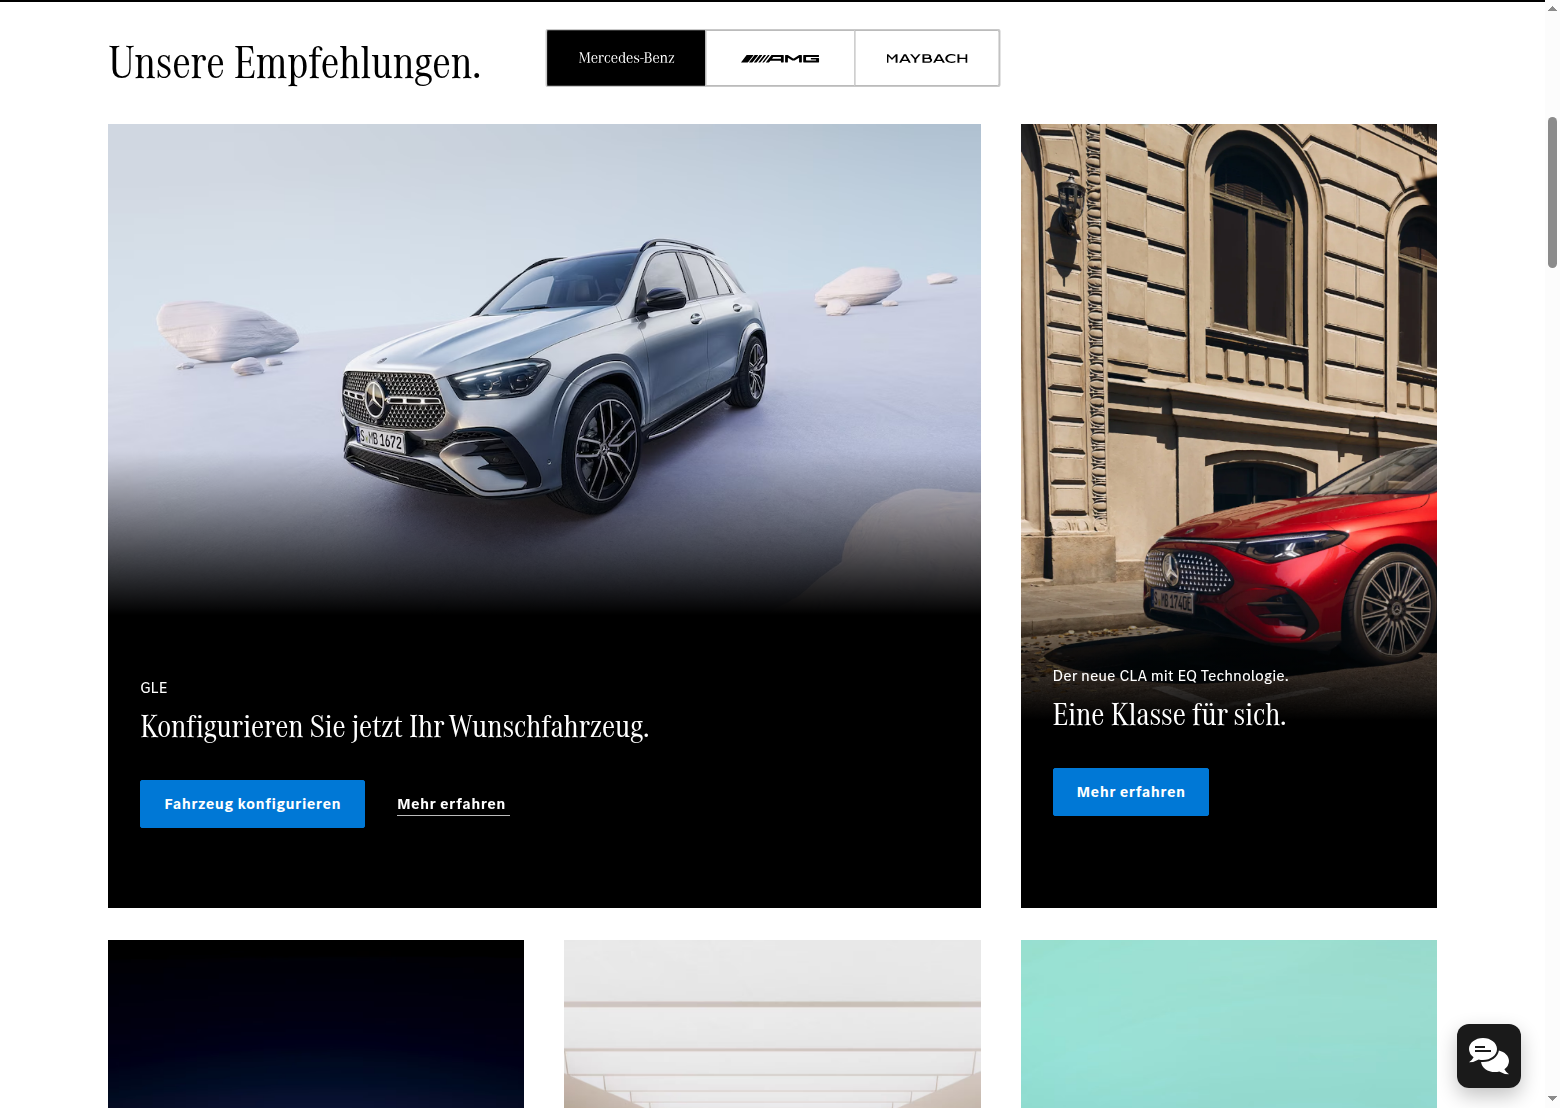 Unsere Empfehlungen.
Mercedes-Benz
AMG
MAYBACH
S MB 1672
S MB 1740E
GLE
Konfigurieren Sie jetzt Ihr Wunschfahrzeug.
Fahrzeug konfigurieren
Mehr erfahren
Der neue CLA mit EQ Technologie.
Eine Klasse für sich.
Mehr erfahren